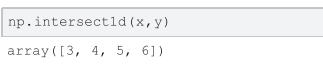 np.intersect1d(x,y)
array([3, 4, 5, 6])